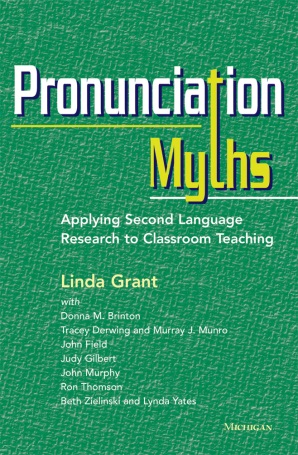 Pronunciation
Myths
Applying Second Language
Research to Classroom Teaching
Linda Grant
with
Donna M. Brinton
Tracey Derwing and Murray J. Munro
John Field
Judy Gilbert
John Murphy
Ron Thomson
Beth Zielinski and Lynda Yates
Michigan